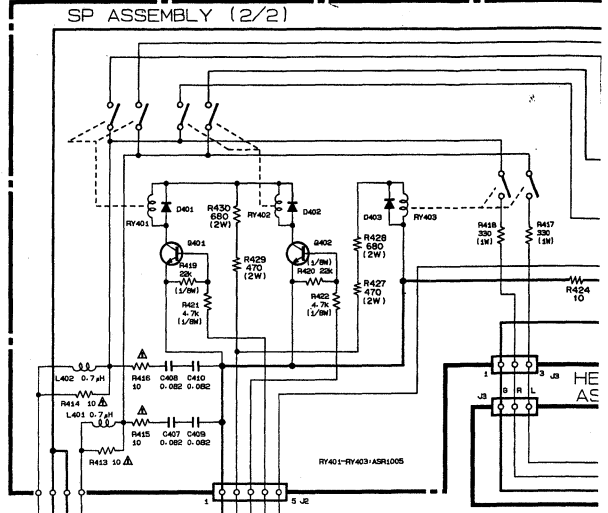 SP ASSEMBLY (2/2)
RY401
D401
R430
680
(2W)
RY402
D402
D403
RY403
R418
330
(1W)
R417
330
(1W)
Q401
R419
22K
(1/8W)
R421
4.7K
(1/8W)
R429
470
(2W)
Q402
(1/8W)
R420 22K
R422
4.7K
(1/8W)
R428
680
(2W)
R427
470
(2W)
R424
10
L402 0.7μH
R416
10
C408
0.082
C410
0.082
R414 10
L401 0.7μH
R415
10
C407
0.082
C409
0.082
R413 10
1
3 J3
G R L
J3
HE
AS
RY401-RY403:ASR1005
1
5 J2